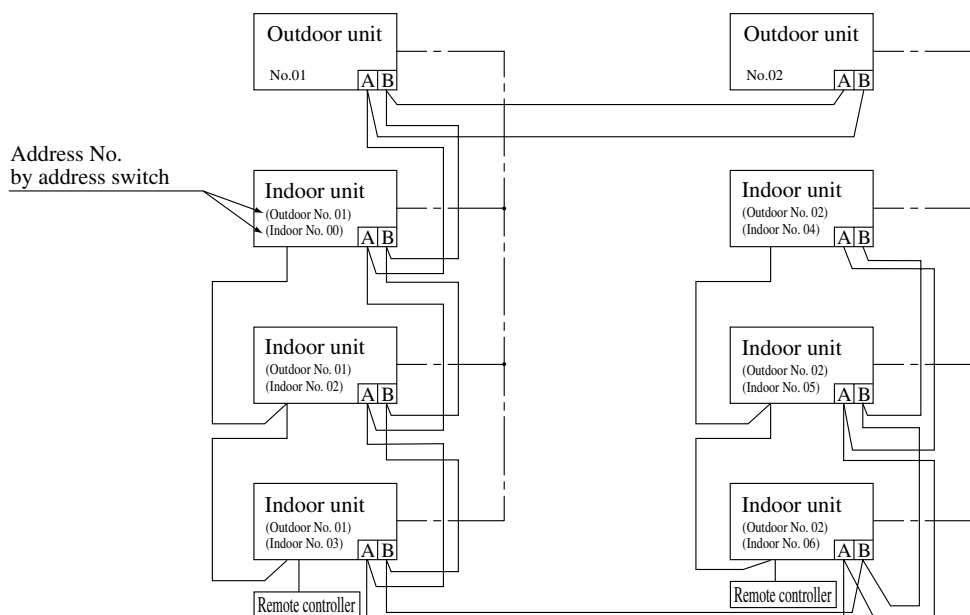 Outdoor unit
No.01
A B
Outdoor unit
No.02
A B
Address No.
by address switch
Indoor unit
(Outdoor No. 01)
(Indoor No. 00)
A B
Indoor unit
(Outdoor No. 02)
(Indoor No. 04)
A B
Indoor unit
(Outdoor No. 01)
(Indoor No. 02)
A B
Indoor unit
(Outdoor No. 02)
(Indoor No. 05)
A B
Indoor unit
(Outdoor No. 01)
(Indoor No. 03)
A B
Remote controller
Indoor unit
(Outdoor No. 02)
(Indoor No. 06)
A B
Remote controller